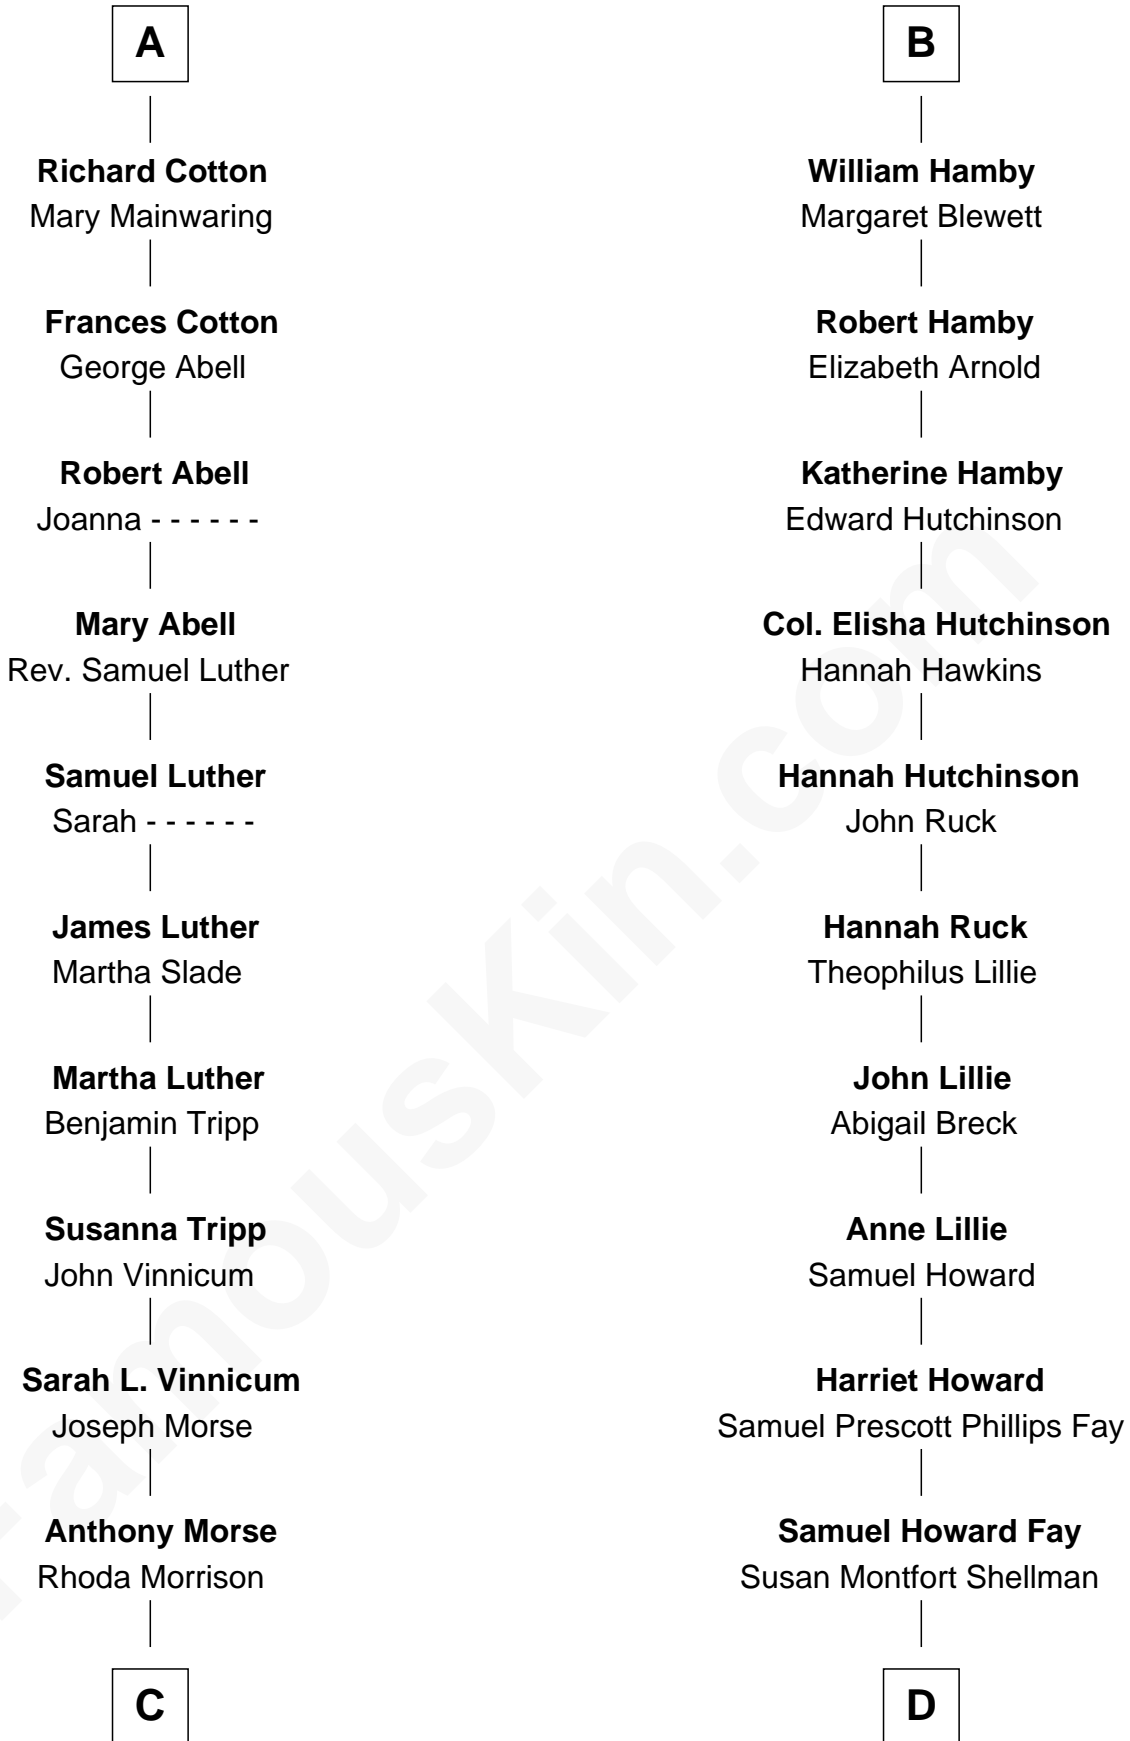 A
Richard Cotton
Mary Mainwaring
Frances Cotton
George Abell
Robert Abell
Joanna - - - - - -
Mary Abell
Rev. Samuel Luther
Samuel Luther
Sarah - - - - - -
James Luther
Martha Slade
Martha Luther
Benjamin Tripp
Susanna Tripp
John Vinnicum
Sarah L. Vinnicum
Joseph Morse
Anthony Morse
Rhoda Morrison
C
B
William Hamby
Margaret Blewett
Robert Hamby
Elizabeth Arnold
Katherine Hamby
Edward Hutchinson
Col. Elisha Hutchinson
Hannah Hawkins
Hannah Hutchinson
John Ruck
Hannah Ruck
Theophilus Lillie
John Lillie
Abigail Breck
Anne Lillie
Samuel Howard
Harriet Howard
Samuel Prescott Phillips Fay
Samuel Howard Fay
Susan Montfort Shellman
D
FamousKin.com